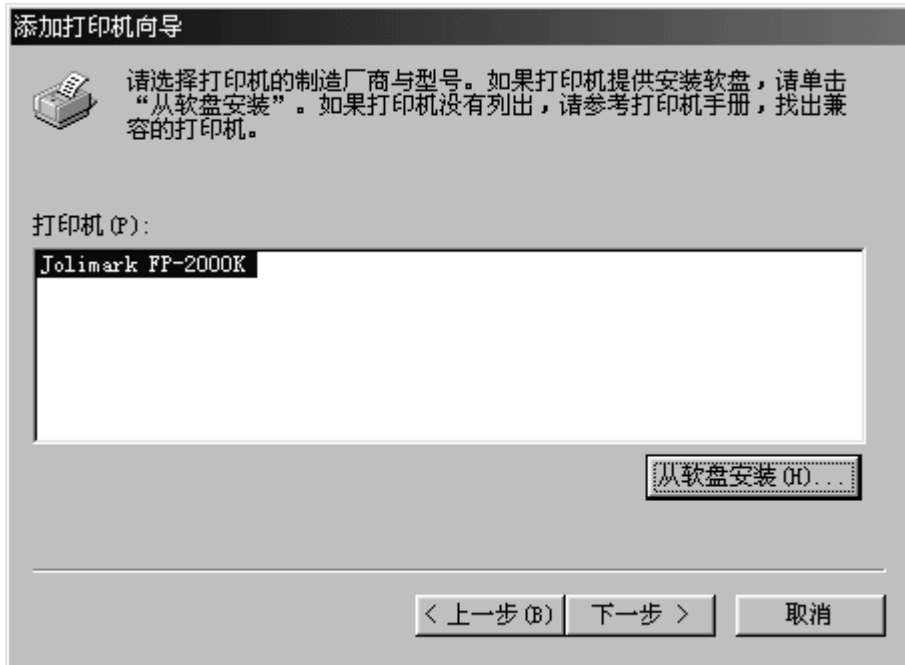 添加打印机向导
请选择打印机的制造厂商与型号。如果打印机提供安装软盘，请单击
“从软盘安装”。如果打印机没有列出，请参考打印机手册，找出兼
容的打印机。
打印机(P):
Jolimark FP-2000K
从软盘安装(H)...
< 上一步(B) 下一步 > 取消